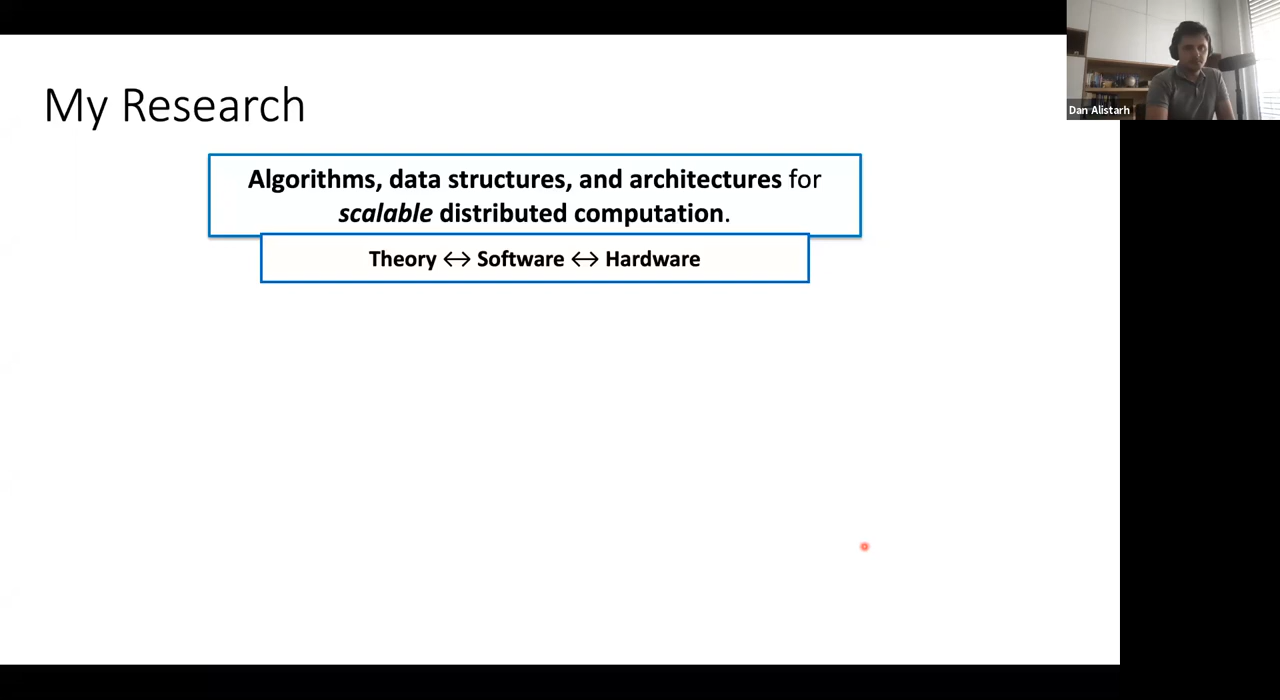 My Research
Algorithms, data structures, and architectures for
scalable distributed computation.
Theory ↔ Software ↔ Hardware
Dan Alistarh